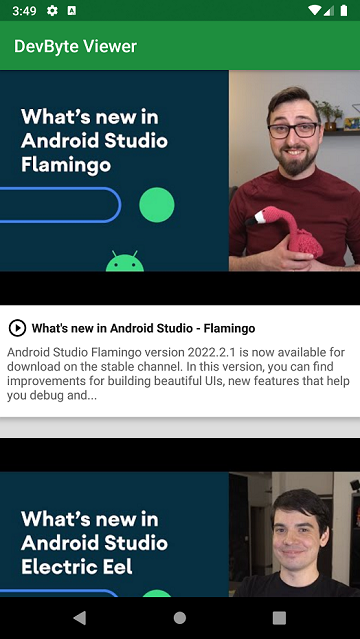 3:49
DevByte Viewer
What's new in
Android Studio
Flamingo
What's new in Android Studio - Flamingo
Android Studio Flamingo version 2022.2.1 is now available for
download on the stable channel. In this version, you can find
improvements for building beautiful UIs, new features that help
you debug and...
What's new in
Android Studio
Electric Eel